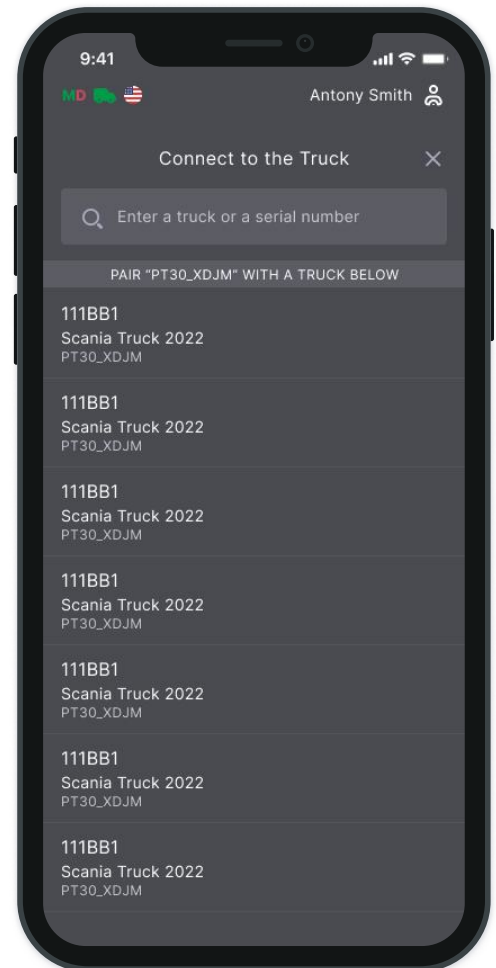 9:41
MD
Antony Smith
Connect to the Truck
Enter a truck or a serial number
PAIR “PT30_XDJM” WITH A TRUCK BELOW
111BB1
Scania Truck 2022
PT30_XDJM
111BB1
Scania Truck 2022
PT30_XDJM
111BB1
Scania Truck 2022
PT30_XDJM
111BB1
Scania Truck 2022
PT30_XDJM
111BB1
Scania Truck 2022
PT30_XDJM
111BB1
Scania Truck 2022
PT30_XDJM
111BB1
Scania Truck 2022
PT30_XDJM